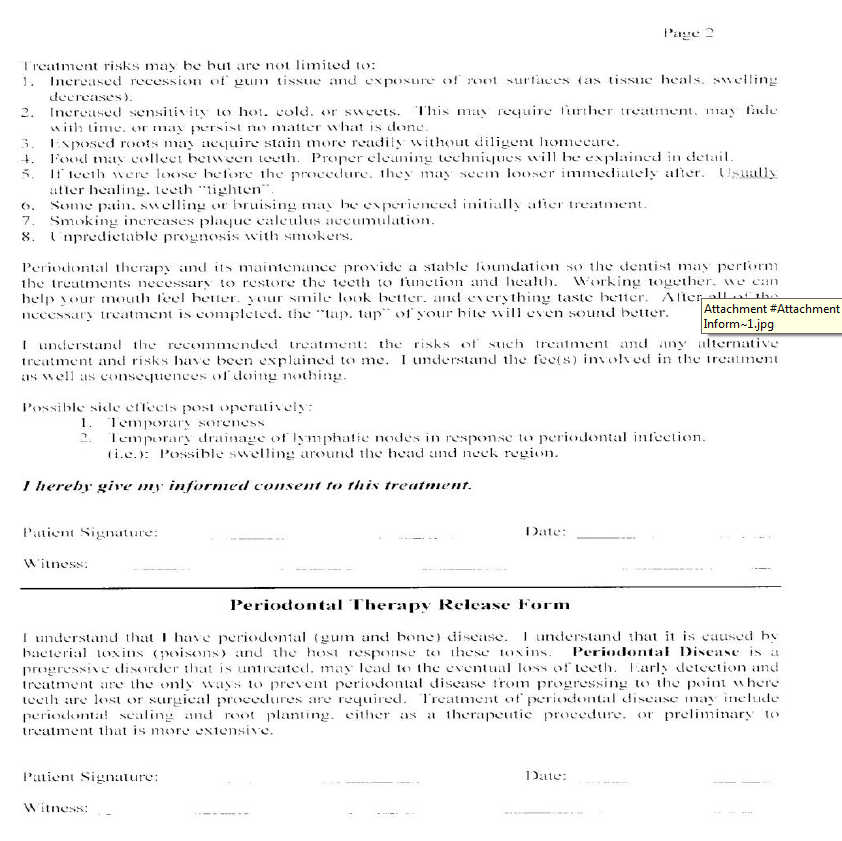 Page 2
Treatment risks may be but are not limited to:
1. Increased recession of gum tissue and exposure of root surfaces (as tissue heals, swelling
decreases).
2. Increased sensitivity to hot, cold, or sweets. This may require further treatment, may fade
with time, or may persist no matter what is done.
3. Exposed roots may acquire stain more readily without diligent homecare.
4. Food may collect between teeth. Proper cleaning techniques will be explained in detail.
5. If teeth were loose before the procedure, they may seem looser immediately after. Usually
after healing, teeth "tighten".
6. Some pain, swelling or bruising may be experienced initially after treatment.
7. Smoking increases plaque calculus accumulation.
8. Unpredictable prognosis with smokers.
Periodontal therapy and its maintenance provide a stable foundation so the dentist may perform
the treatments necessary to restore the teeth to function and health. Working together, we can
help your mouth feel better, your smile look better, and everything taste better. After all of the
necessary treatment is completed, the "tap, tap" of your bite will even sound better.
Attachment #Attachment
Inform~1.jpg
I understand the recommended treatment; the risks of such treatment and any alternative
treatment and risks have been explained to me. I understand the fee(s) involved in the treatment
as well as consequences of doing nothing.
Possible side effects post operatively:
1. Temporary soreness
2. Temporary drainage of lymphatic nodes in response to periodontal infection.
(i.e.): Possible swelling around the head and neck region.
I hereby give my informed consent to this treatment.
Patient Signature: Date:
Witness:
Periodontal Therapy Release Form
I understand that I have periodontal (gum and bone) disease. I understand that it is caused by
bacterial toxins (poisons) and the host response to these toxins. Periodontal Disease is a
progressive disorder that is untreated, may lead to the eventual loss of teeth. Early detection and
treatment are the only ways to prevent periodontal disease from progressing to the point where
teeth are lost or surgical procedures are required. Treatment of periodontal disease may include
periodontal scaling and root planting, either as a therapeutic procedure, or preliminary to
treatment that is more extensive.
Patient Signature: Date:
Witness: